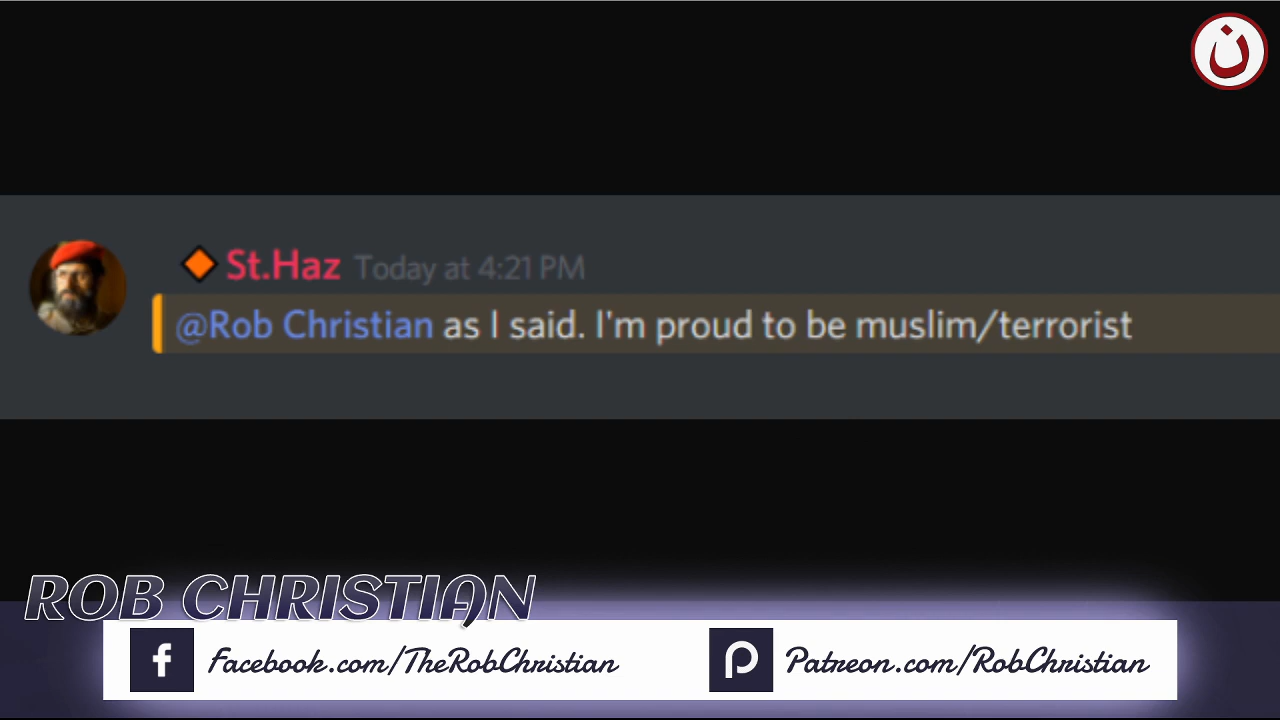 ن
St.Haz Today at 4:21 PM
@Rob Christian as I said. I'm proud to be muslim/terrorist
ROB CHRISTIAN
Facebook.com/TheRobChristian
Patreon.com/RobChristian